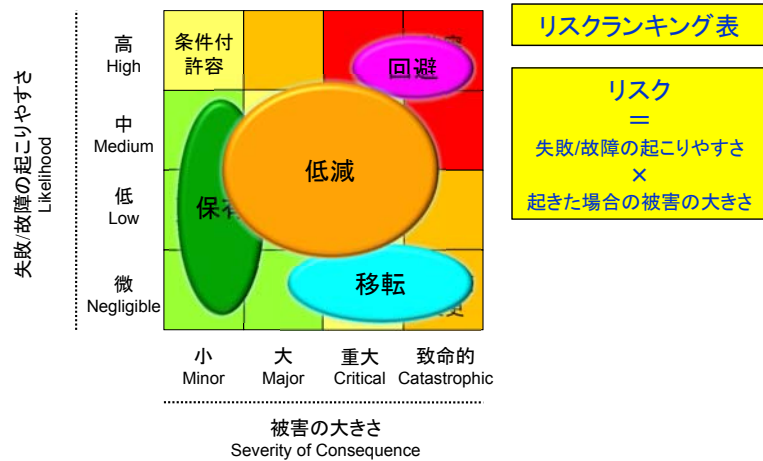 リスクランキング表
リスク
=
失敗/故障の起こりやすさ
×
起きた場合の被害の大きさ
失敗/故障の起こりやすさ
Likelihood
高
High
中
Medium
低
Low
微
Negligible
条件付
許容
回避
低減
保有
移転
小
Minor
大
Major
重大
Critical
致命的
Catastrophic
被害の大きさ
Severity of Consequence